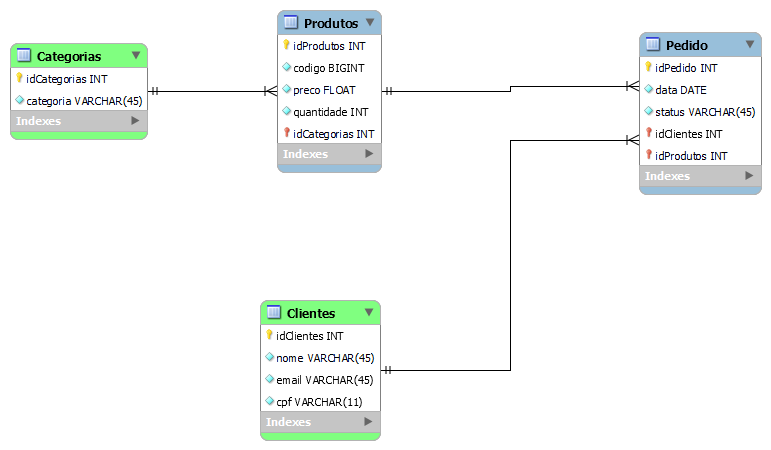 Categorias
idCategorias INT
categoria VARCHAR(45)
Indexes
Produtos
idProdutos INT
codigo BIGINT
preco FLOAT
quantidade INT
idCategorias INT
Indexes
Pedido
idPedido INT
data DATE
status VARCHAR(45)
idClientes INT
idProdutos INT
Indexes
Clientes
idClientes INT
nome VARCHAR(45)
email VARCHAR(45)
cpf VARCHAR(11)
Indexes